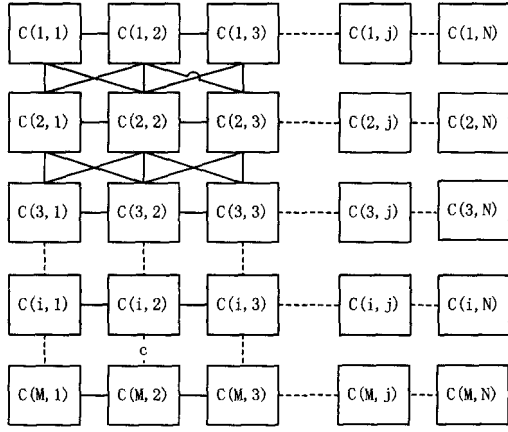 C(1, 1) C(1, 2) C(1, 3) C(1, j) C(1, N)
C(2, 1) C(2, 2) C(2, 3) C(2, j) C(2, N)
C(3, 1) C(3, 2) C(3, 3) C(3, j) C(3, N)
C(i, 1) C(i, 2) C(i, 3) C(i, j) C(i, N)
c
C(M, 1) C(M, 2) C(M, 3) C(M, j) C(M, N)